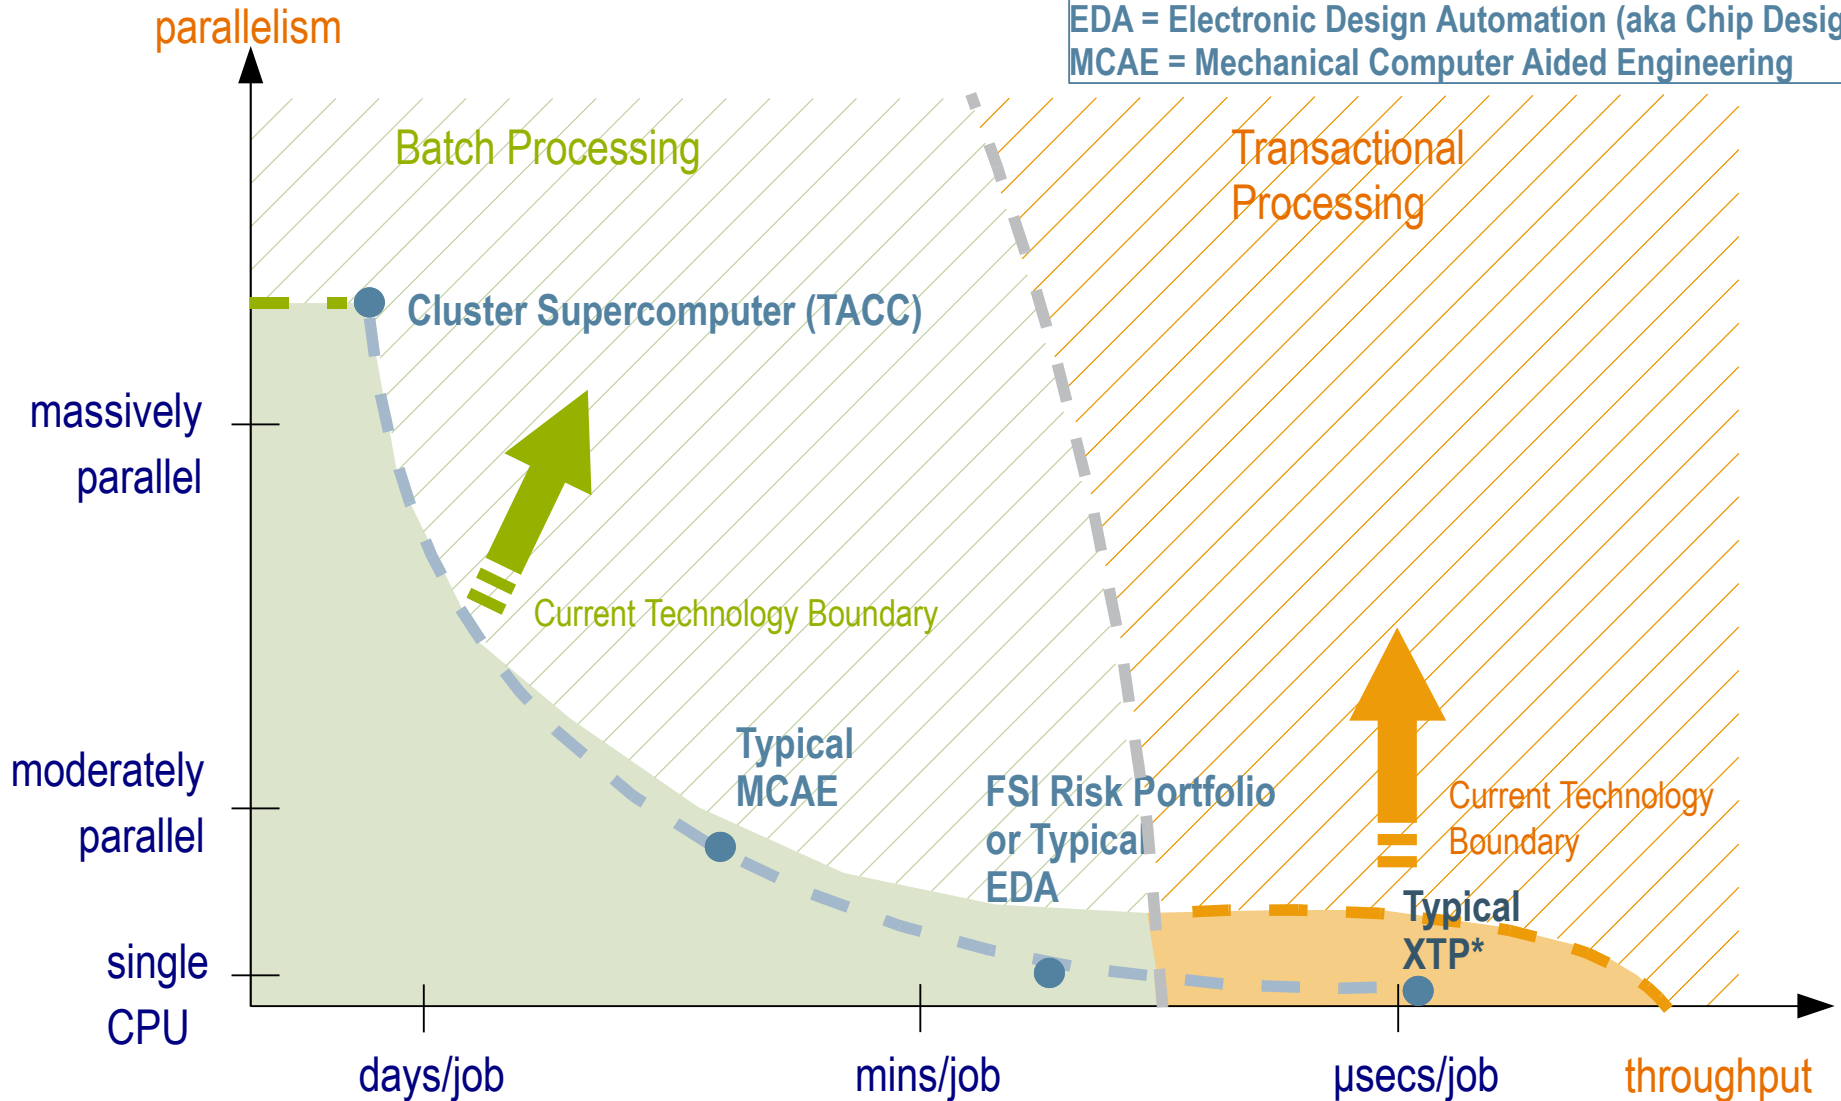 parallelism
EDA = Electronic Design Automation (aka Chip Desig
MCAE = Mechanical Computer Aided Engineering
Batch Processing
Transactional
Processing
Cluster Supercomputer (TACC)
massively
parallel
Current Technology Boundary
Typical
MCAE
FSI Risk Portfolio
or Typical
EDA
moderately
parallel
Current Technology
Boundary
Typical
XTP*
single
CPU
days/job
mins/job
µsecs/job
throughput